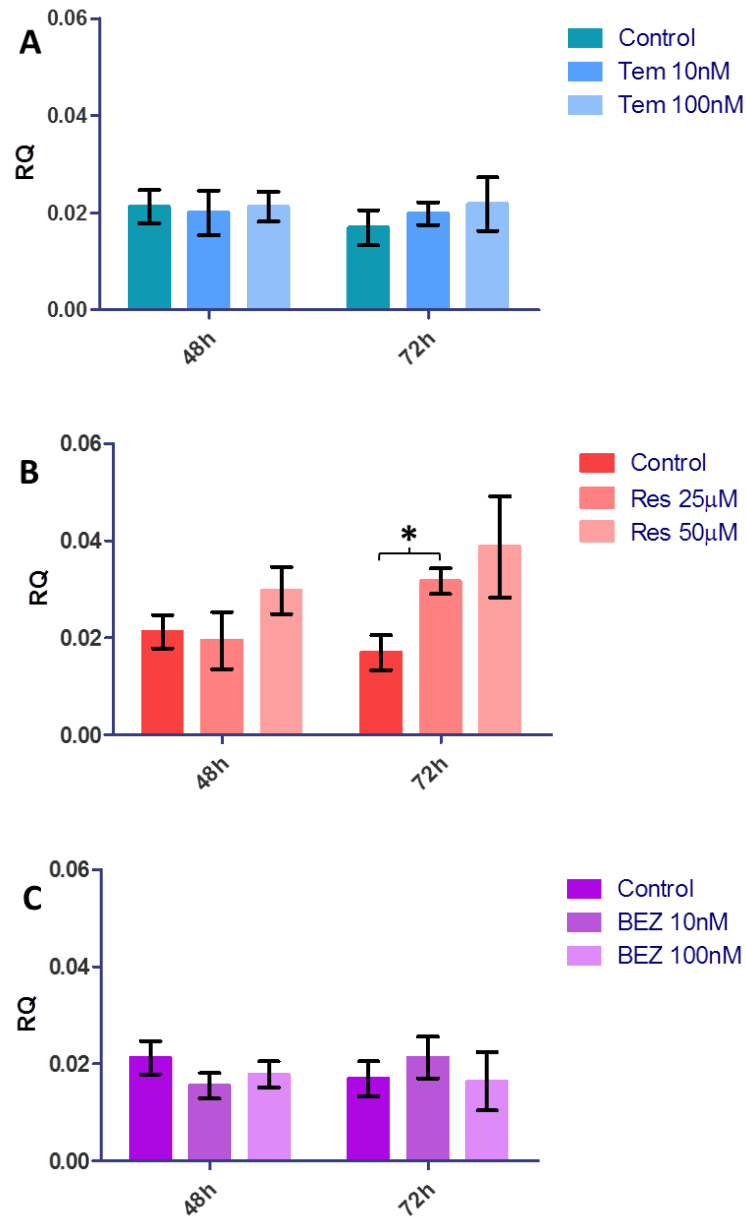 A
0.06
0.04
0.02
0.00
RQ
48h
72h
Control
Tem 10nM
Tem 100nM
B
0.06
0.04
0.02
0.00
RQ
*
48h
72h
Control
Res 25μM
Res 50μM
C
0.06
0.04
0.02
0.00
RQ
48h
72h
Control
BEZ 10nM
BEZ 100nM